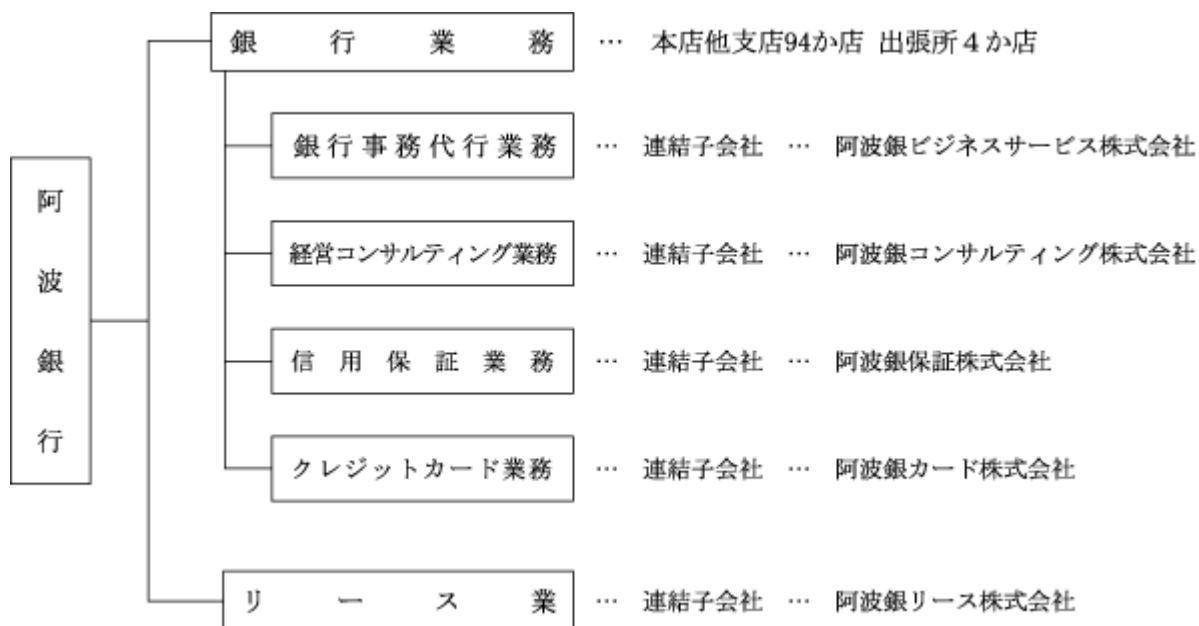 銀行業務 … 本店他支店94か店 出張所4か店
銀行事務代行業務 … 連結子会社 … 阿波銀ビジネスサービス株式会社
阿波銀行
経営コンサルティング業務 … 連結子会社 … 阿波銀コンサルティング株式会社
信用保証業務 … 連結子会社 … 阿波銀保証株式会社
クレジットカード業務 … 連結子会社 … 阿波銀カード株式会社
リース業 … 連結子会社 … 阿波銀リース株式会社